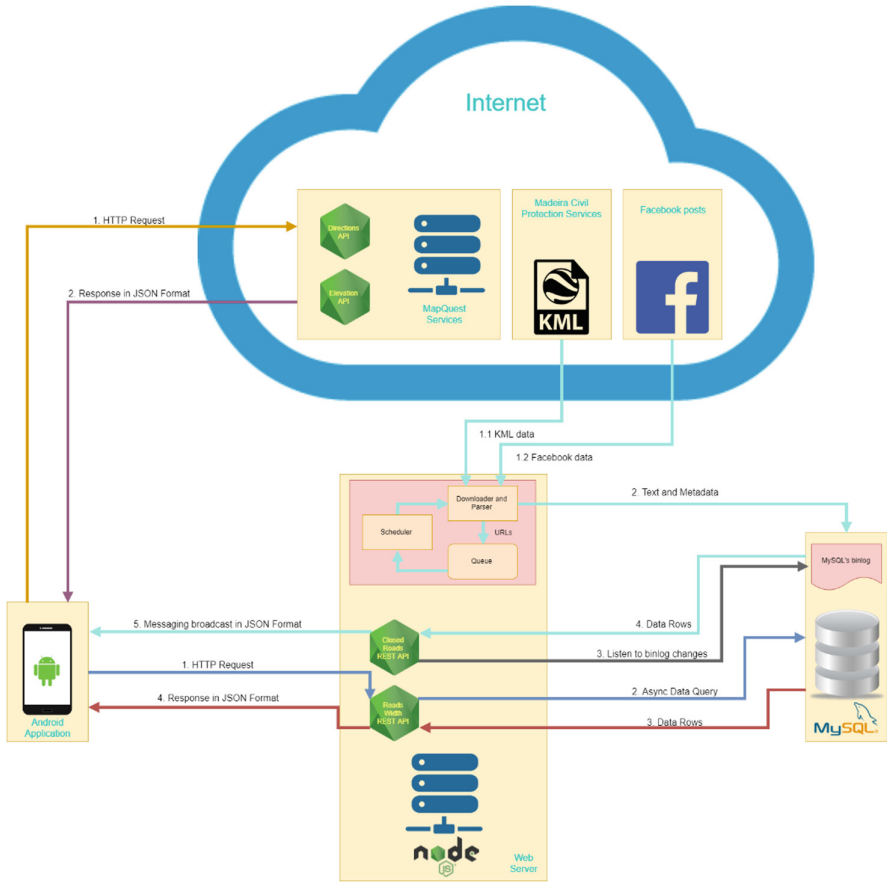 Internet
1. HTTP Request
2. Response in JSON Format
Directions
API
Elevation
API
MapQuest
Services
Madeira Civil
Protection Services
KML
Facebook posts
1.1 KML data
1.2 Facebook data
Downloader and
Parser
Scheduler
URLs
Queue
2. Text and Metadata
MySQL's binlog
5. Messaging broadcast in JSON Format
Closed
Roads
REST API
4. Data Rows
3. Listen to binlog changes
1. HTTP Request
4. Response in JSON Format
Roads
Width
REST API
2. Async Data Query
3. Data Rows
Android
Application
MySQL
node
JS
Web
Server